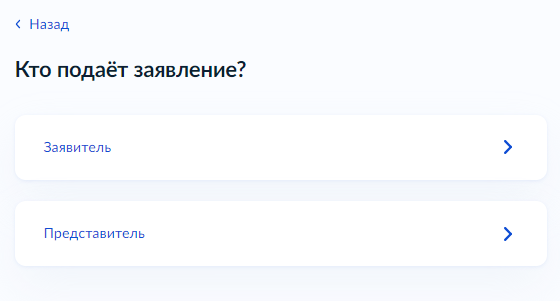 Назад
Кто подаёт заявление?
Заявитель
Представитель